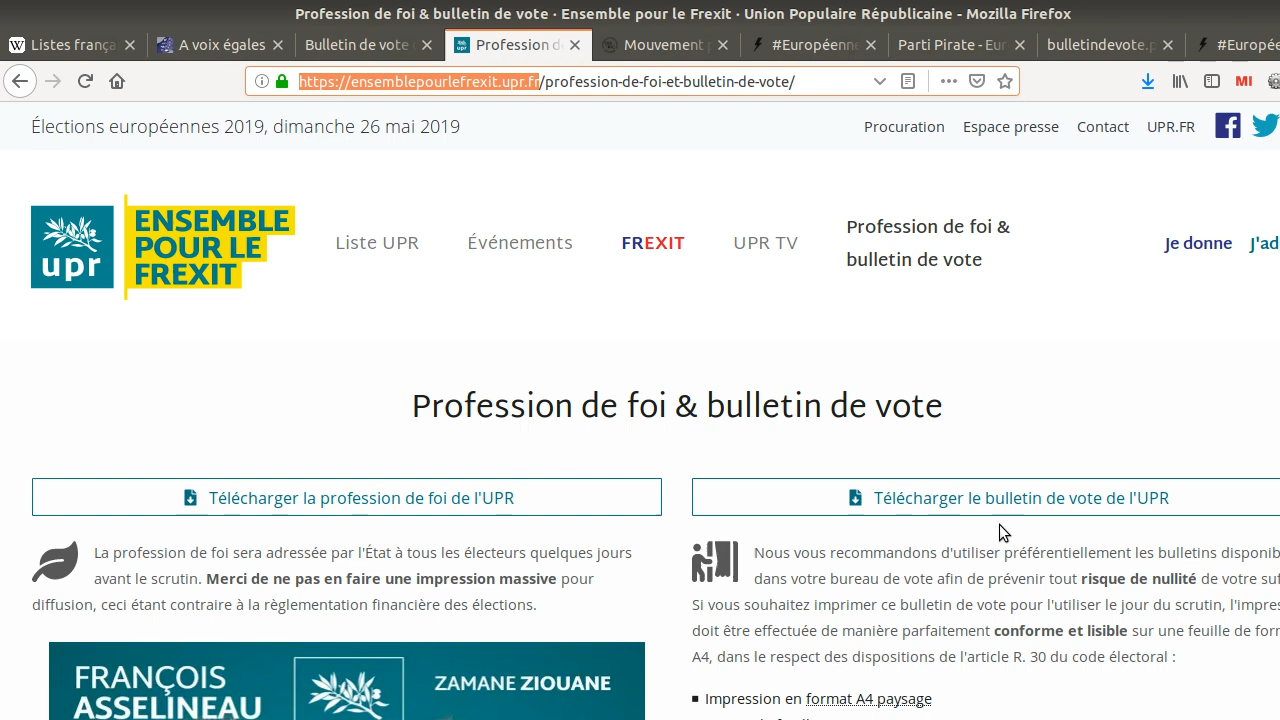 Profession de foi & bulletin de vote · Ensemble pour le Frexit · Union Populaire Républicaine - Mozilla Firefox
Listes frança
A voix égales
Bulletin de vote
Profession d
Mouvement
#Européenn
Parti Pirate - Eur
bulletindevote.p
#Europée
https://ensemblepourlefrexit.upr.fr/profession-de-foi-et-bulletin-de-vote/
Élections européennes 2019, dimanche 26 mai 2019
Procuration
Espace presse
Contact
UPR.FR
upr
ENSEMBLE
POUR LE
FREXIT
Liste UPR
Événements
FREXIT
UPR TV
Profession de foi &
bulletin de vote
Je donne
J'ad
Profession de foi & bulletin de vote
Télécharger la profession de foi de l'UPR
La profession de foi sera adressée par l'État à tous les électeurs quelques jours
avant le scrutin. Merci de ne pas en faire une impression massive pour
diffusion, ceci étant contraire à la règlementation financière des élections.
FRANÇOIS
ASSELINEAU
ZAMANE ZIOUANE
Télécharger le bulletin de vote de l'UPR
Nous vous recommandons d'utiliser préférentiellement les bulletins disponib
dans votre bureau de vote afin de prévenir tout risque de nullité de votre suf
Si vous souhaitez imprimer ce bulletin de vote pour l'utiliser le jour du scrutin, l'impres
doit être effectuée de manière parfaitement conforme et lisible sur une feuille de for
A4, dans le respect des dispositions de l'article R. 30 du code électoral :
Impression en format A4 paysage